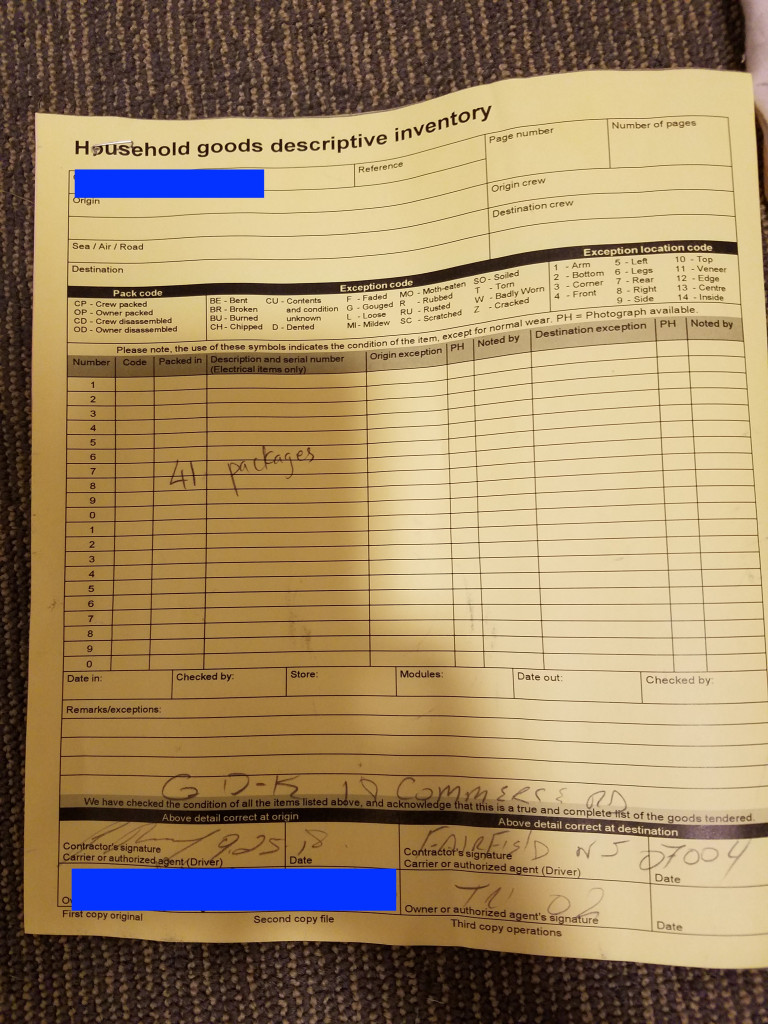 Household goods descriptive inventory
Reference
Page number
Number of pages
Origin
Origin crew
Destination crew
Sea / Air / Road
Destination
Pack code
CP - Crew packed
OP - Owner packed
CD - Crew disassembled
OD - Owner disassembled
Exception code
BE - Bent
BR - Broken
BU - Burned
CH - Chipped
CU - Contents
and condition
unknown
D - Dented
F - Faded
G - Gouged
L - Loose
MI - Mildew
MO - Moth-eaten
R - Rubbed
RU - Rusted
SC - Scratched
SO - Soiled
T - Torn
W - Badly Worn
Z - Cracked
Exception location code
1 - Arm
2 - Bottom
3 - Corner
4 - Front
5 - Left
6 - Legs
7 - Rear
8 - Right
9 - Side
10 - Top
11 - Veneer
12 - Edge
13 - Centre
14 - Inside
Please note, the use of these symbols indicates the condition of the item, except for normal wear. PH = Photograph available.
Number Code Packed in Description and serial number Origin exception PH Noted by Destination exception PH Noted by
(Electrical items only)
1
2
3
4
5
6
7
41 packages
8
9
0
1
2
3
4
5
6
7
8
9
0
Date in: Checked by: Store: Modules: Date out: Checked by:
Remarks/exceptions:
G D-K 18 COMMERCE RD
We have checked the condition of all the items listed above, and acknowledge that this is a true and complete list of the goods tendered.
Above detail correct at origin
Above detail correct at destination
9 25 18
FAIRFIELD NJ 07004
Contractor's signature
Carrier or authorized agent (Driver)
Date
Contractor's signature
Carrier or authorized agent (Driver)
Date
02
Owner or authorized agent's signature
Date
First copy original
Second copy file
Third copy operations